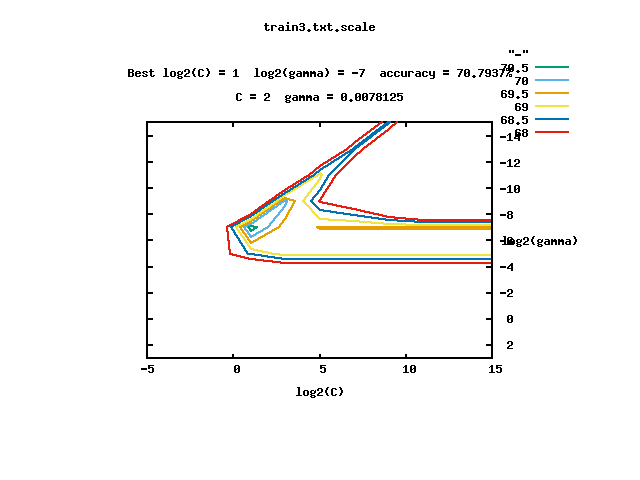 train3.txt.scale
"-"
Best log2(C) = 1 log2(gamma) = -7 accuracy = 70.7937%
70.5
70
69.5
69
68.5
68
C = 2 gamma = 0.0078125
-14
-12
-10
-8
-6
log2(gamma)
-4
-2
0
2
-5 0 5 10 15
log2(C)